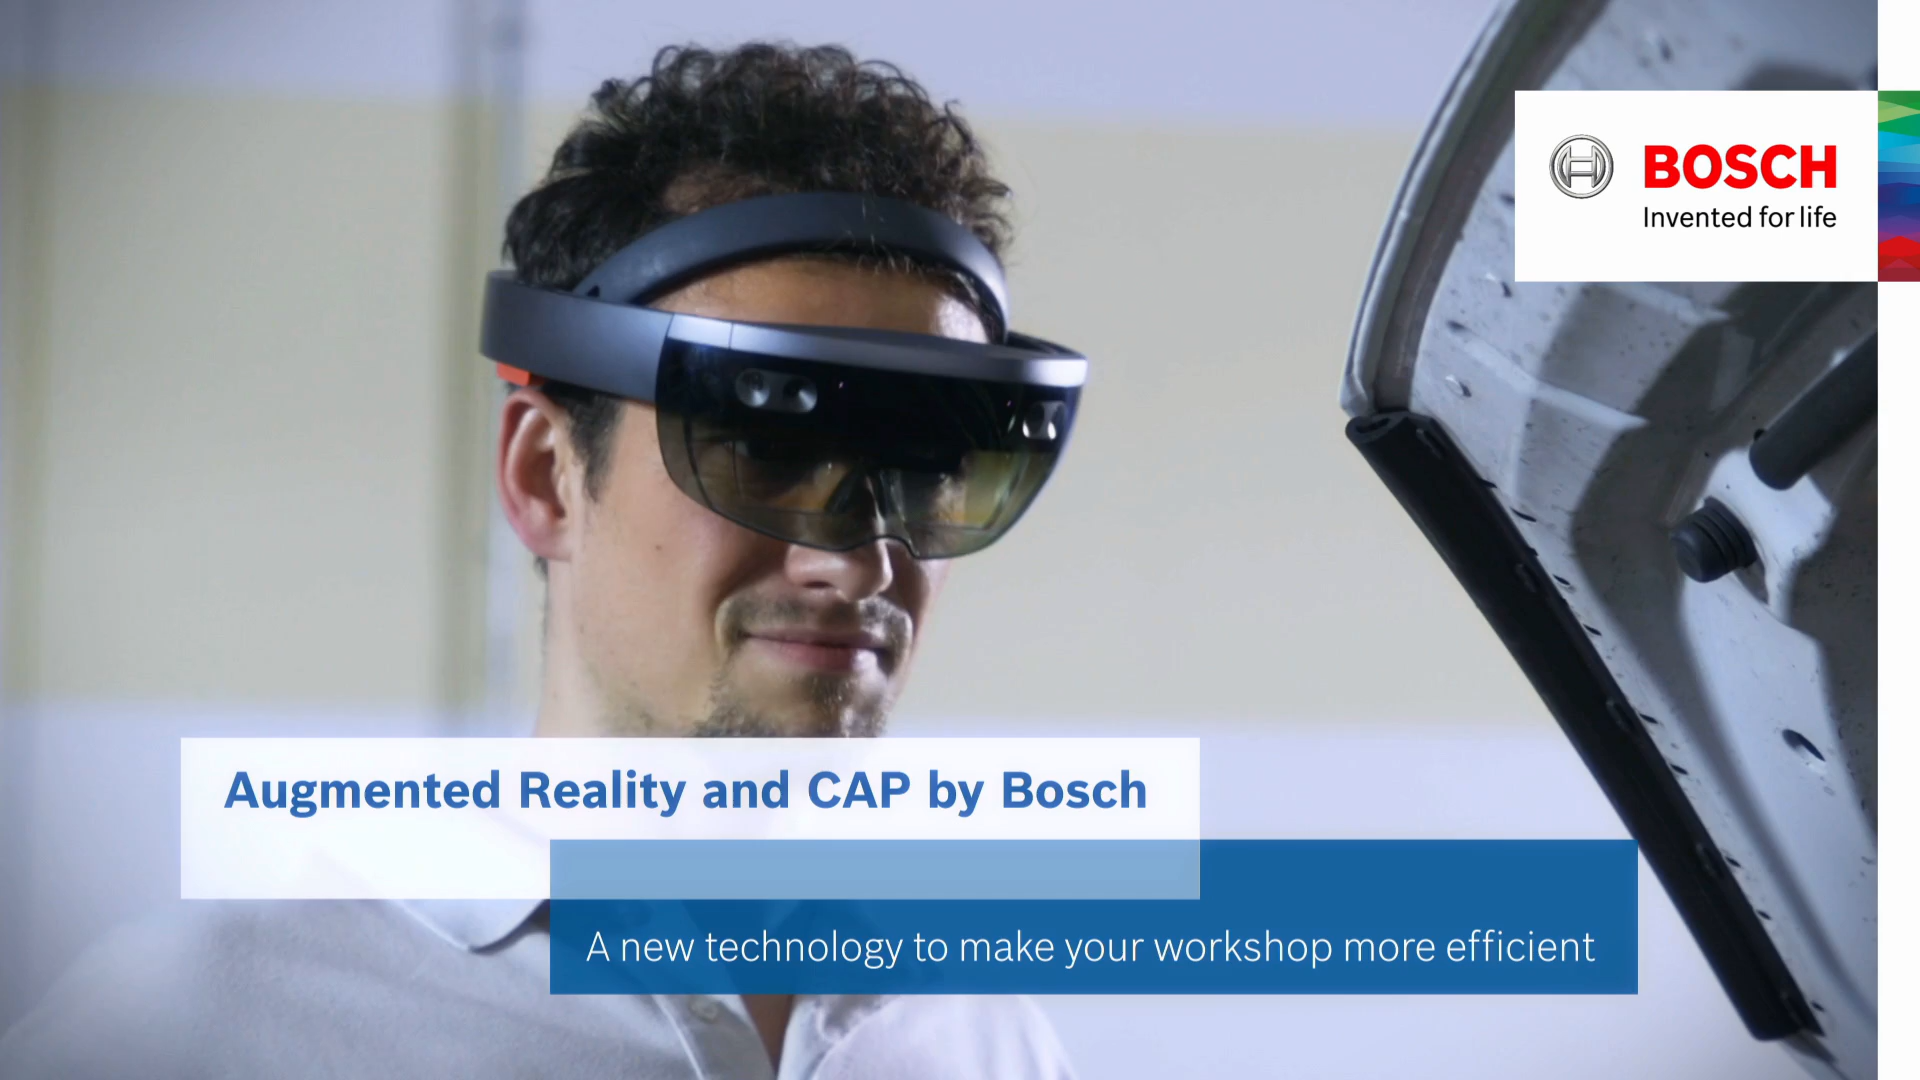 BOSCH
Invented for life
Augmented Reality and CAP by Bosch
A new technology to make your workshop more efficient